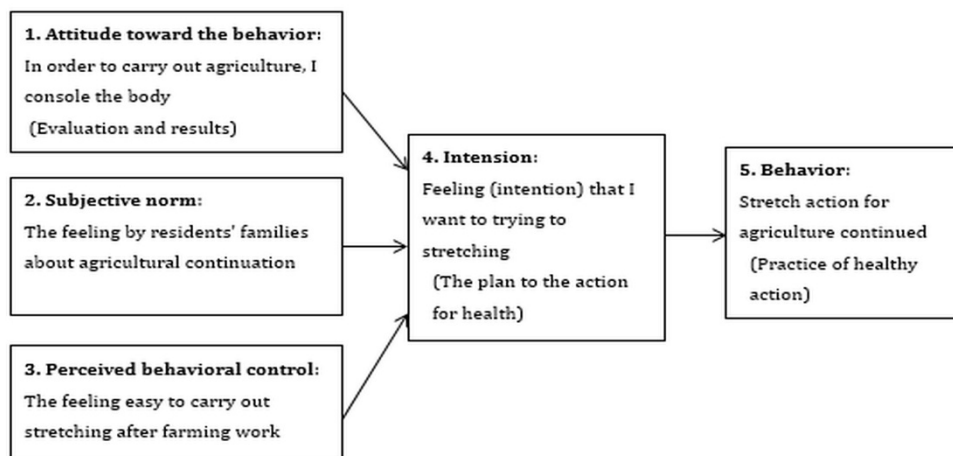 1. Attitude toward the behavior:
In order to carry out agriculture, I
console the body
(Evaluation and results)
2. Subjective norm:
The feeling by residents' families
about agricultural continuation
3. Perceived behavioral control:
The feeling easy to carry out
stretching after farming work
4. Intension:
Feeling (intention) that I
want to trying to
stretching
(The plan to the action
for health)
5. Behavior:
Stretch action for
agriculture continued
(Practice of healthy
action)